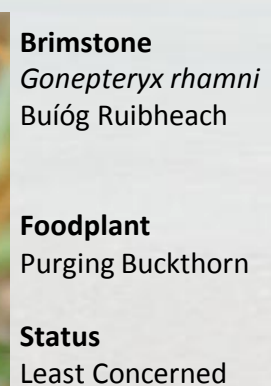 Brimstone
Gonepteryx rhamni
Buíóg Ruibheach
Foodplant
Purging Buckthorn
Status
Least Concerned